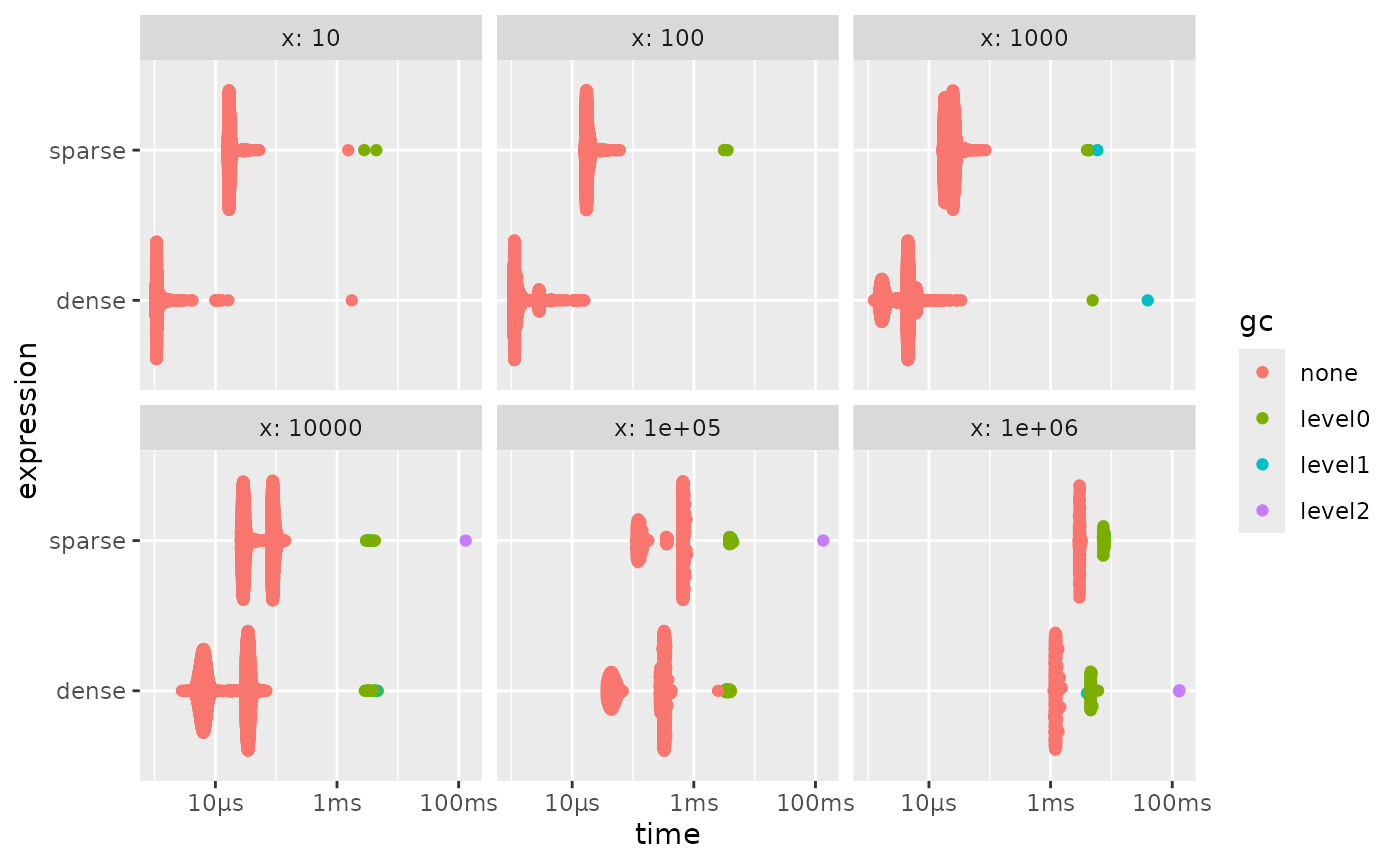 x: 10
x: 100
x: 1000
sparse
dense
x: 10000
x: 1e+05
x: 1e+06
sparse
dense
10µs
1ms
100ms
10µs
1ms
100ms
10µs
1ms
100ms
time
expression
gc
none
level0
level1
level2